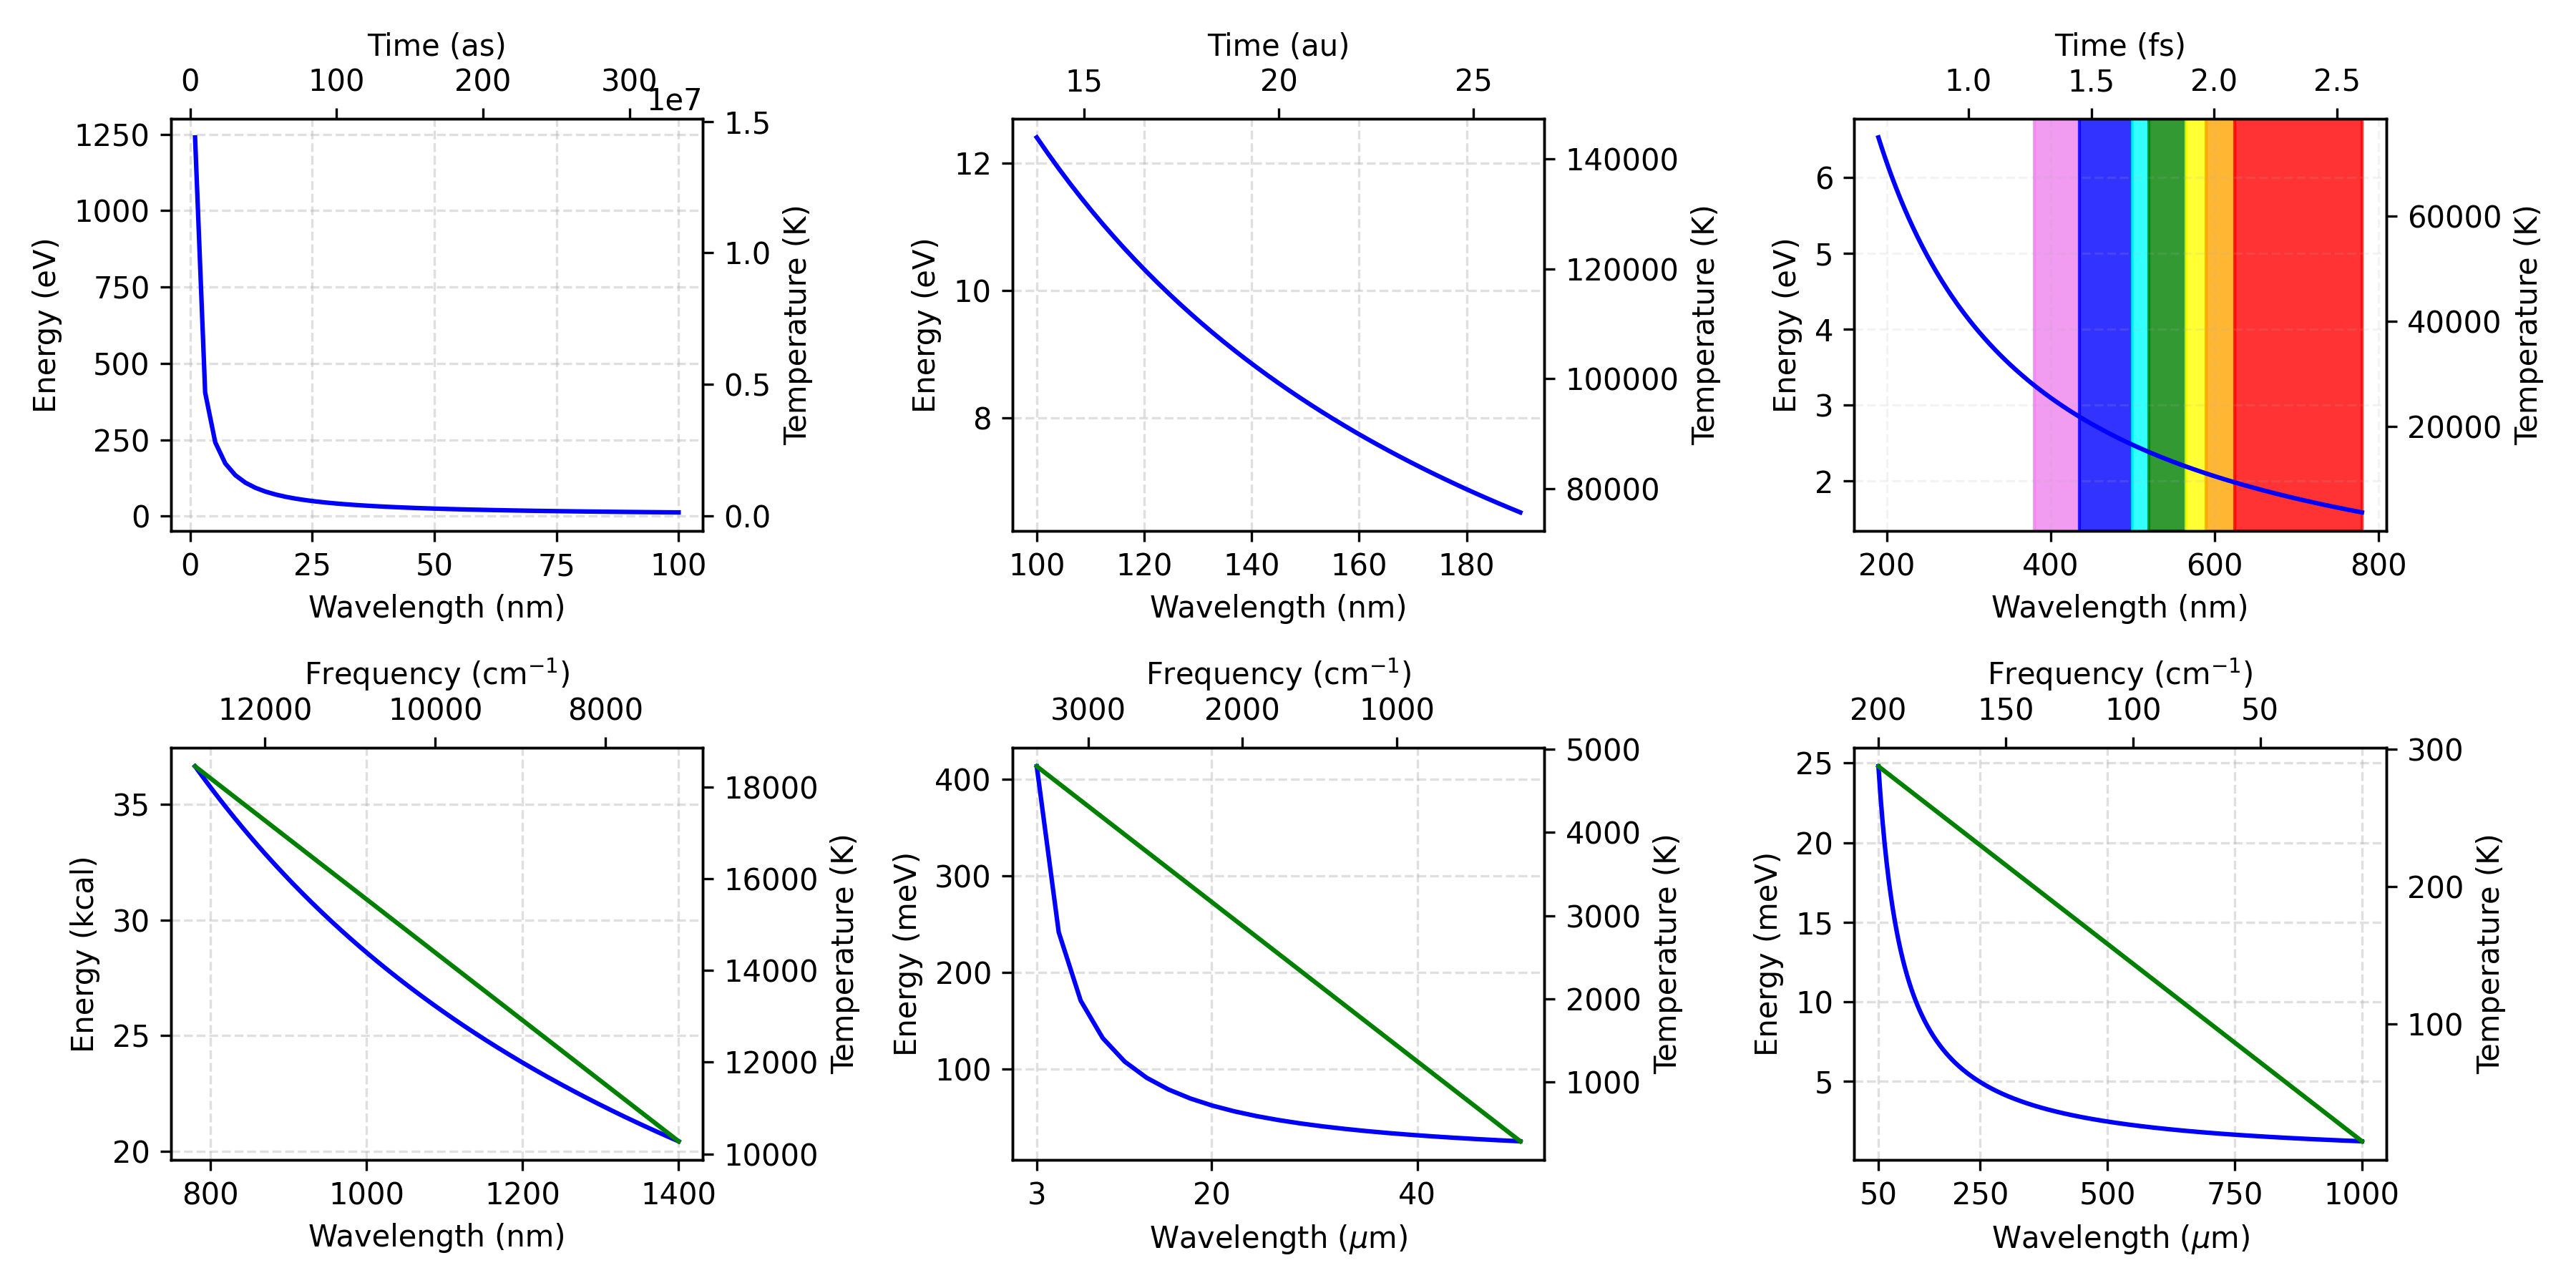 Time (as)
0 100 200 300
1e7
1250
1000
750
500
250
0
Energy (eV)
1.5
1.0
0.5
0.0
Temperature (K)
0 25 50 75 100
Wavelength (nm)
Time (au)
15 20 25
12
10
8
Energy (eV)
140000
120000
100000
80000
Temperature (K)
100 120 140 160 180
Wavelength (nm)
Time (fs)
1.0 1.5 2.0 2.5
6
5
4
3
2
Energy (eV)
60000
40000
20000
Temperature (K)
200 400 600 800
Wavelength (nm)
Frequency (cm⁻¹)
12000 10000 8000
35
30
25
20
Energy (kcal)
18000
16000
14000
12000
10000
Temperature (K)
800 1000 1200 1400
Wavelength (nm)
Frequency (cm⁻¹)
3000 2000 1000
400
300
200
100
Energy (meV)
5000
4000
3000
2000
1000
Temperature (K)
3 20 40
Wavelength (μm)
Frequency (cm⁻¹)
200 150 100 50
25
20
15
10
5
Energy (meV)
300
200
100
Temperature (K)
50 250 500 750 1000
Wavelength (μm)